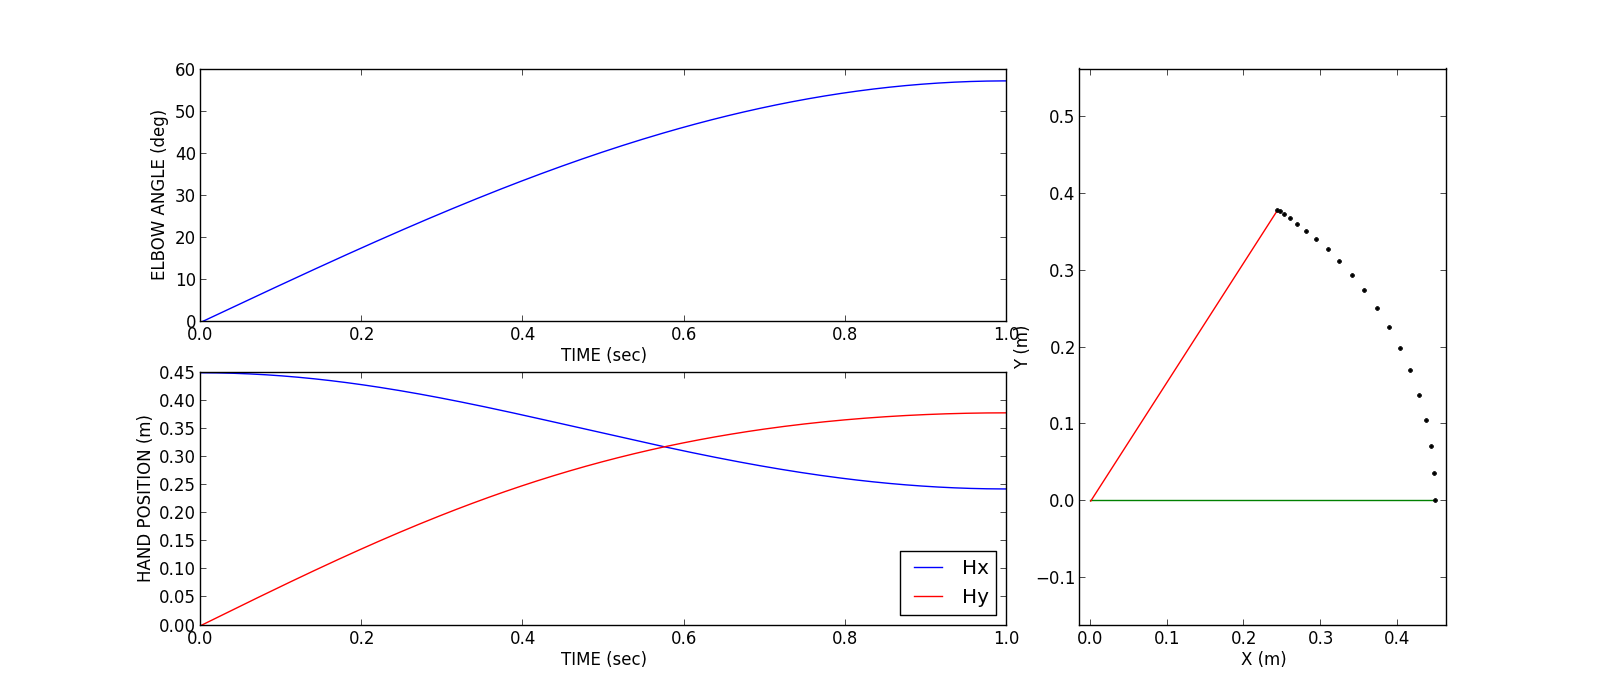 60
50
40
30
20
10
0
ELBOW ANGLE (deg)
0.0 0.2 0.4 0.6 0.8 1.0
TIME (sec)
0.45
0.40
0.35
0.30
0.25
0.20
0.15
0.10
0.05
0.00
HAND POSITION (m)
Hx
Hy
0.0 0.2 0.4 0.6 0.8 1.0
TIME (sec)
0.5
0.4
0.3
0.2
0.1
0.0
−0.1
Y (m)
0.0 0.1 0.2 0.3 0.4
X (m)